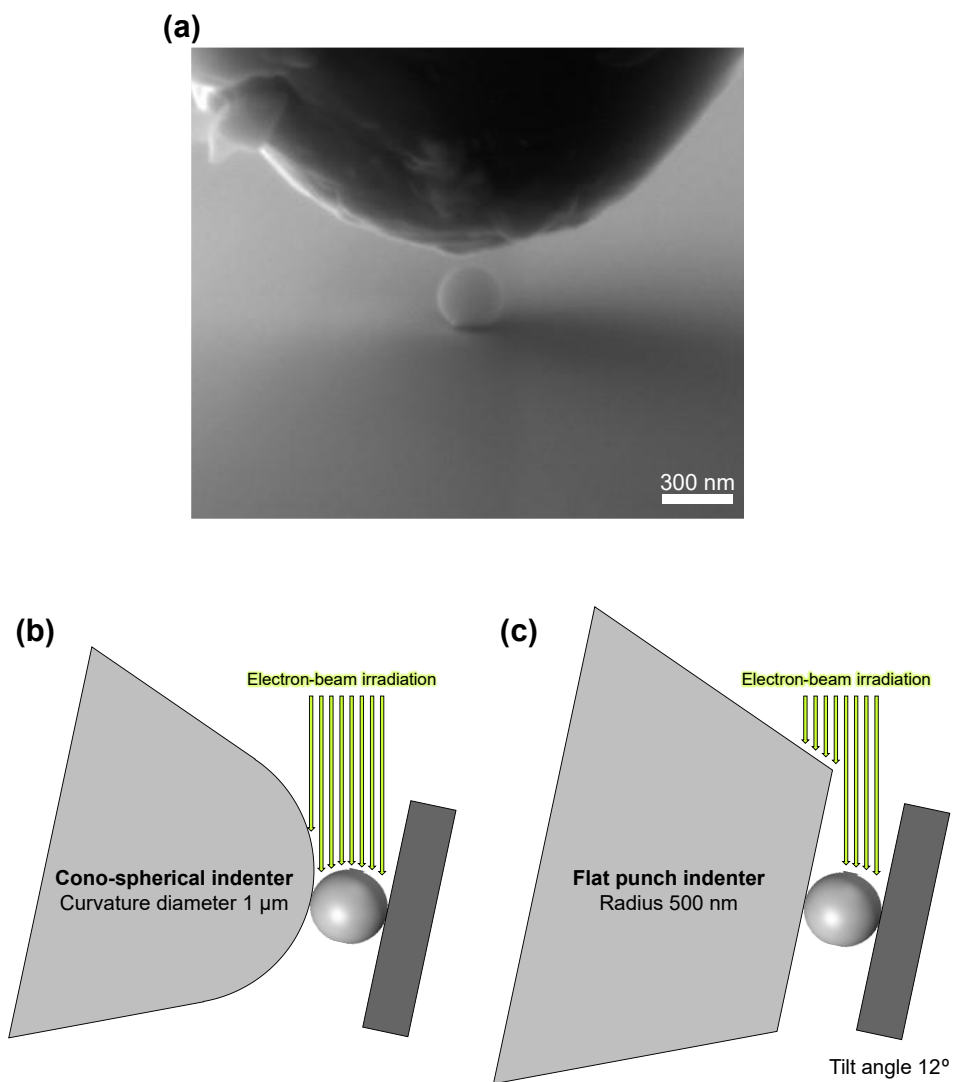 (a)
300 nm
(b)
Electron-beam irradiation
Cono-spherical indenter
Curvature diameter 1 μm
(c)
Electron-beam irradiation
Flat punch indenter
Radius 500 nm
Tilt angle 12º